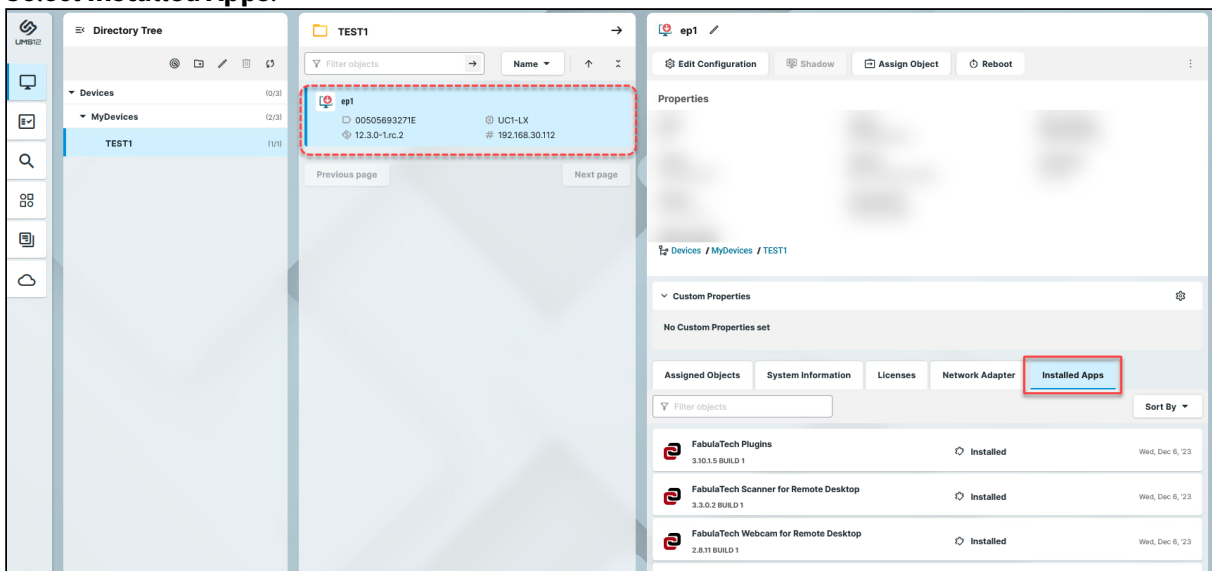 Select Installed Apps.
UMS12
Directory Tree
Devices (0/3)
MyDevices (2/3)
TEST1 (1/1)
TEST1
Filter objects
Name
ep1
00505693271E UC1-LX
12.3.0-1.rc.2 # 192.168.30.112
Previous page Next page
ep1
Edit Configuration Shadow Assign Object Reboot
Properties
Devices / MyDevices / TEST1
Custom Properties
No Custom Properties set
Assigned Objects System Information Licenses Network Adapter Installed Apps
Filter objects Sort By
FabulaTech Plugins
3.10.1.5 BUILD 1
Installed Wed, Dec 6, '23
FabulaTech Scanner for Remote Desktop
3.3.0.2 BUILD 1
Installed Wed, Dec 6, '23
FabulaTech Webcam for Remote Desktop
2.8.11 BUILD 1
Installed Wed, Dec 6, '23